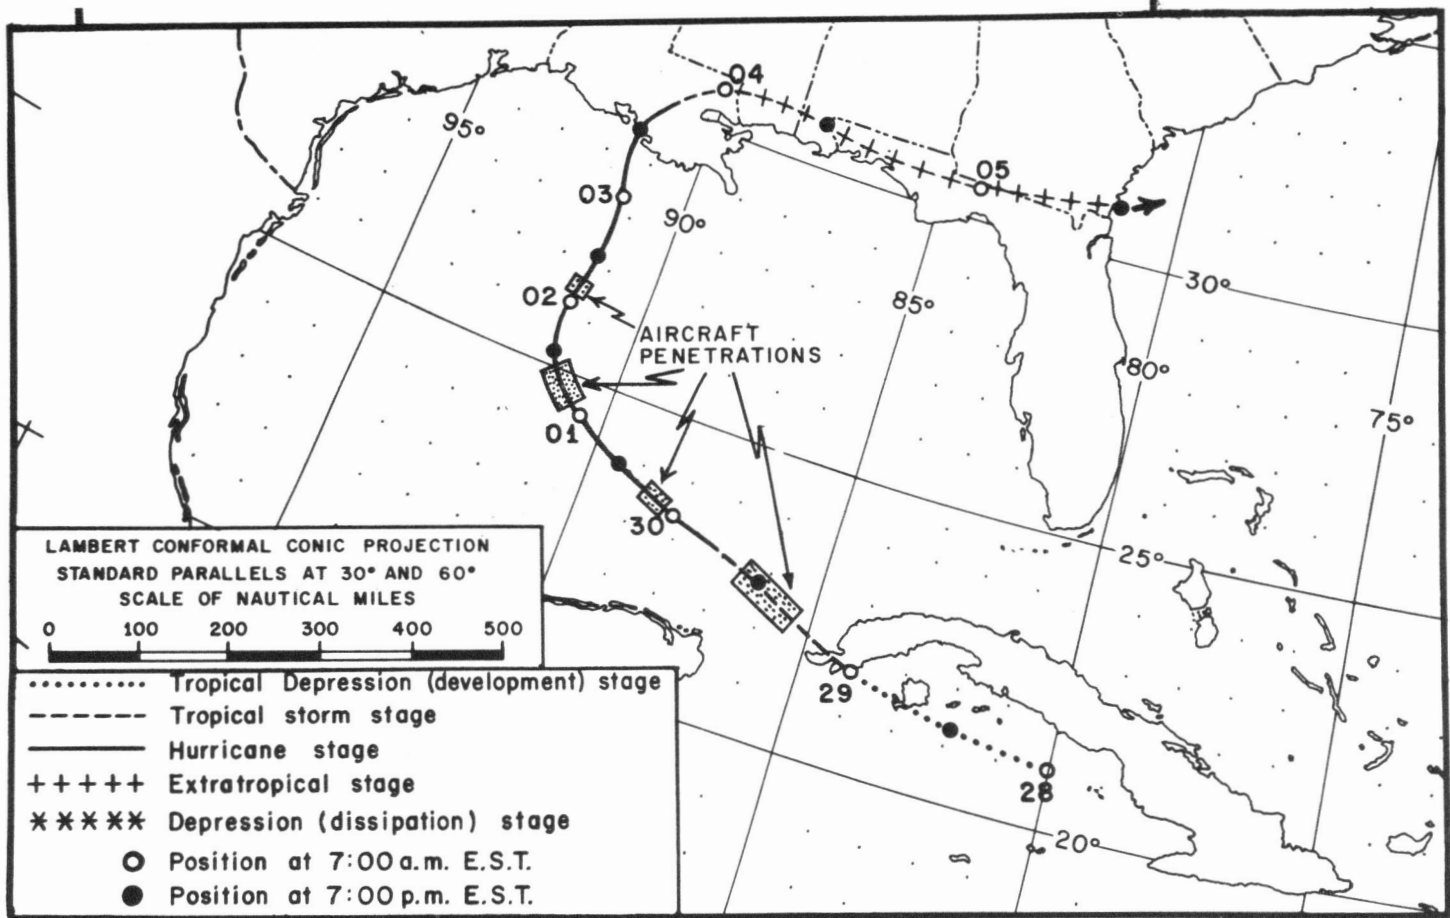 04
95°
03
90°
05
02
85°
30°
AIRCRAFT
PENETRATIONS
80°
01
75°
30
25°
29
28
20°
LAMBERT CONFORMAL CONIC PROJECTION
STANDARD PARALLELS AT 30° AND 60°
SCALE OF NAUTICAL MILES
0 100 200 300 400 500
Tropical Depression (development) stage
Tropical storm stage
Hurricane stage
Extratropical stage
Depression (dissipation) stage
Position at 7:00 a.m. E.S.T.
Position at 7:00 p.m. E.S.T.